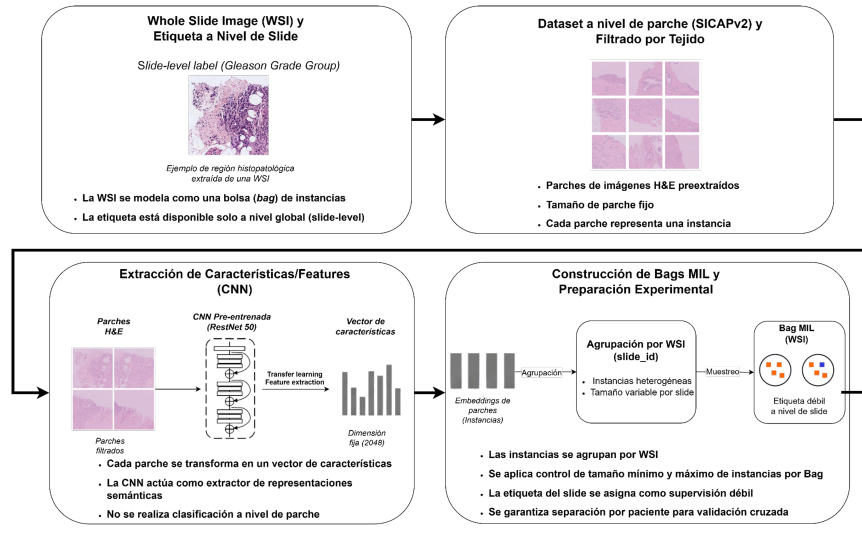 Whole Slide Image (WSI) y
Etiqueta a Nivel de Slide
Slide-level label (Gleason Grade Group)
Ejemplo de región histopatológica
extraída de una WSI
• La WSI se modela como una bolsa (bag) de instancias
• La etiqueta está disponible solo a nivel global (slide-level)
Dataset a nivel de parche (SICAPv2) y
Filtrado por Tejido
• Parches de imágenes H&E preextraídos
• Tamaño de parche fijo
• Cada parche representa una instancia
Extracción de Características/Features
(CNN)
Parches
H&E
Parches
filtrados
CNN Pre-entrenada
(RestNet 50)
Transfer learning
Feature extraction
Vector de
características
Dimensión
fija (2048)
• Cada parche se transforma en un vector de características
• La CNN actúa como extractor de representaciones
semánticas
• No se realiza clasificación a nivel de parche
Construcción de Bags MIL y
Preparación Experimental
Embeddings de
parches
(Instancias)
Agrupación
Agrupación por WSI
(slide_id)
• Instancias heterogéneas
• Tamaño variable por slide
Muestreo
Bag MIL
(WSI)
Etiqueta débil
a nivel de slide
• Las instancias se agrupan por WSI
• Se aplica control de tamaño mínimo y máximo de instancias por Bag
• La etiqueta del slide se asigna como supervisión débil
• Se garantiza separación por paciente para validación cruzada